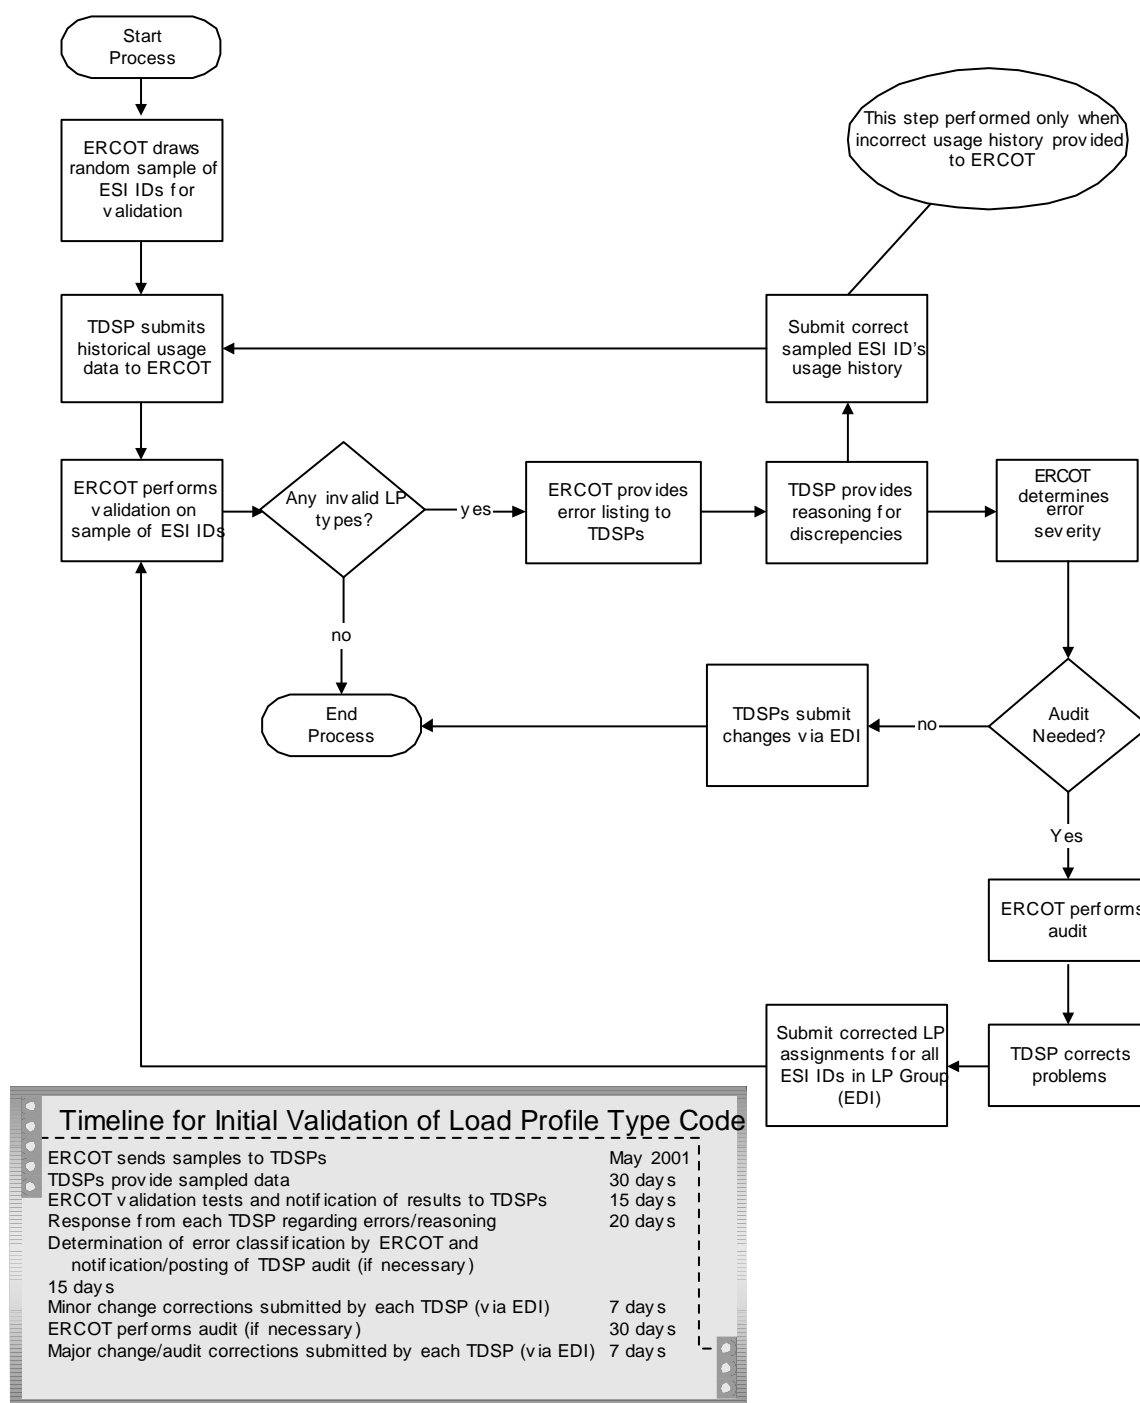 Start
Process
This step performed only when
incorrect usage history provided
to ERCOT
ERCOT draws
random sample of
ESI IDs for
validation
TDSP submits
historical usage
data to ERCOT
Submit correct
sampled ESI ID's
usage history
ERCOT performs
validation on
sample of ESI IDs
Any invalid LP
types?
yes
ERCOT provides
error listing to
TDSPs
TDSP provides
reasoning for
discrepencies
ERCOT
determines
error
severity
no
End
Process
TDSPs submit
changes via EDI
no
Audit
Needed?
Yes
ERCOT performs
audit
Submit corrected LP
assignments for all
ESI IDs in LP Group
(EDI)
TDSP corrects
problems
Timeline for Initial Validation of Load Profile Type Code
ERCOT sends samples to TDSPs May 2001
TDSPs provide sampled data 30 days
ERCOT validation tests and notification of results to TDSPs 15 days
Response from each TDSP regarding errors/reasoning 20 days
Determination of error classification by ERCOT and
notification/posting of TDSP audit (if necessary)
15 days
Minor change corrections submitted by each TDSP (via EDI) 7 days
ERCOT performs audit (if necessary) 30 days
Major change/audit corrections submitted by each TDSP (via EDI) 7 days